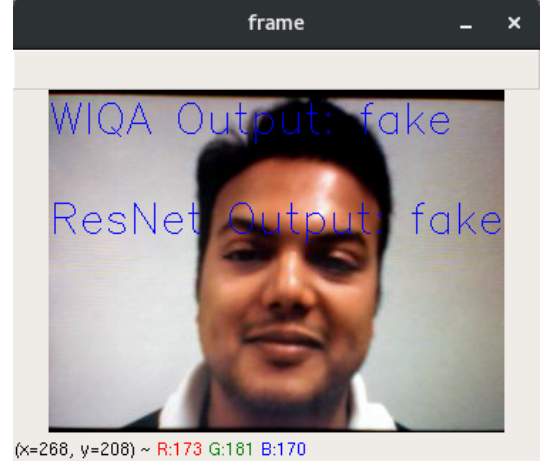 frame
WIQA Output: fake
ResNet Output: fake
(x=268, y=208) ~ R:173 G:181 B:170